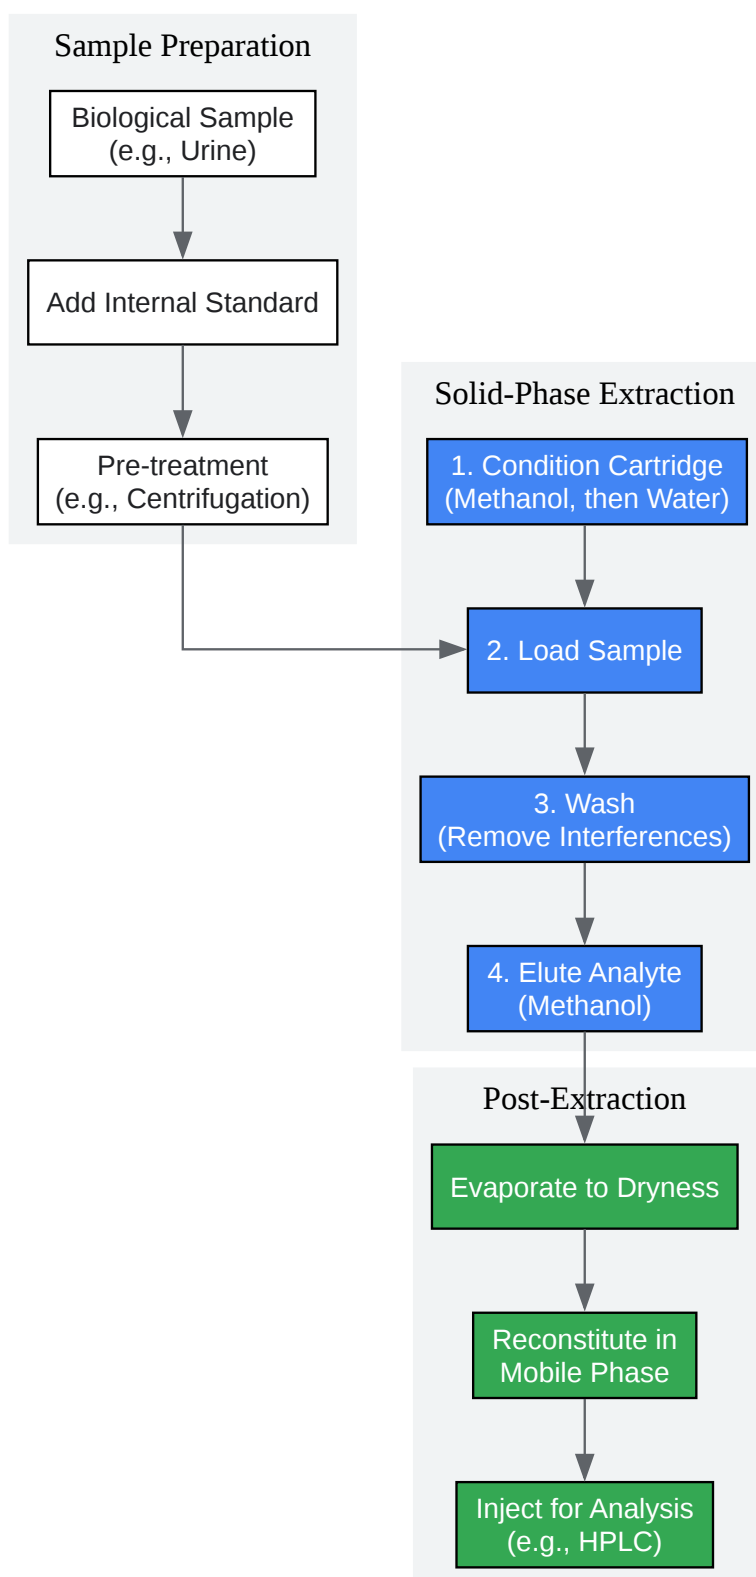 Sample Preparation
Biological Sample
(e.g., Urine)
Add Internal Standard
Pre-treatment
(e.g., Centrifugation)
Solid-Phase Extraction
1. Condition Cartridge
(Methanol, then Water)
2. Load Sample
3. Wash
(Remove Interferences)
4. Elute Analyte
(Methanol)
Post-Extraction
Evaporate to Dryness
Reconstitute in
Mobile Phase
Inject for Analysis
(e.g., HPLC)